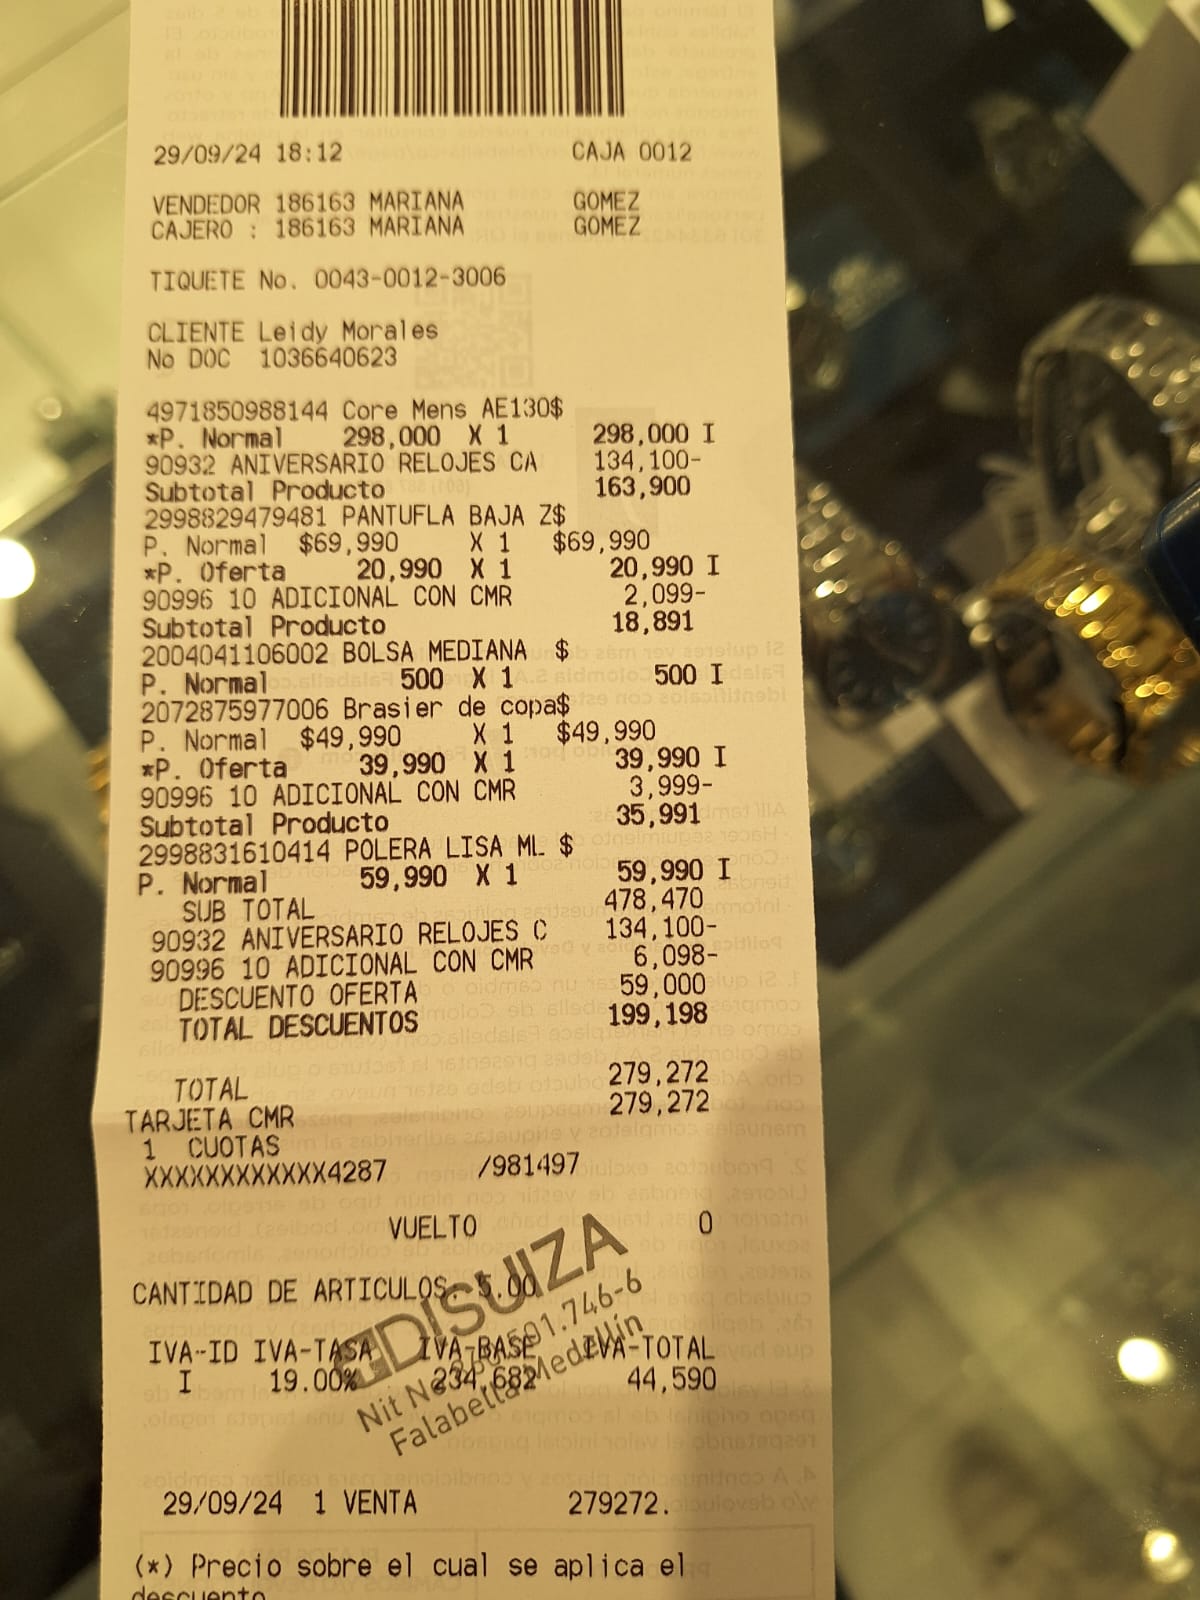 29/09/24 18:12 CAJA 0012
VENDEDOR 186163 MARIANA GOMEZ
CAJERO : 186163 MARIANA GOMEZ
TIQUETE No. 0043-0012-3006
CLIENTE Leidy Morales
No DOC 1036640623
4971850988144 Core Mens AE130$
*P. Normal 298,000 X 1 298,000 I
90932 ANIVERSARIO RELOJES CA 134,100-
Subtotal Producto 163,900
2998829479481 PANTUFLA BAJA Z$
P. Normal $69,990 X 1 $69,990
*P. Oferta 20,990 X 1 20,990 I
90996 10 ADICIONAL CON CMR 2,099-
Subtotal Producto 18,891
2004041106002 BOLSA MEDIANA $
P. Normal 500 X 1 500 I
2072875977006 Brasier de copa$
P. Normal $49,990 X 1 $49,990
*P. Oferta 39,990 X 1 39,990 I
90996 10 ADICIONAL CON CMR 3,999-
Subtotal Producto 35,991
2998831610414 POLERA LISA ML $
P. Normal 59,990 X 1 59,990 I
SUB TOTAL 478,470
90932 ANIVERSARIO RELOJES C 134,100-
90996 10 ADICIONAL CON CMR 6,098-
DESCUENTO OFERTA 59,000
TOTAL DESCUENTOS 199,198
TOTAL 279,272
TARJETA CMR 279,272
1 CUOTAS
XXXXXXXXXXXX4287 /981497
VUELTO 0
CANTIDAD DE ARTICULOS: 5.00
IVA-ID IVA-TASA IVA-BASE IVA-TOTAL
I 19.00% 234,682 44,590
DISUIZA
Falabella Medellin
29/09/24 1 VENTA 279272.
(*) Precio sobre el cual se aplica el
descuento